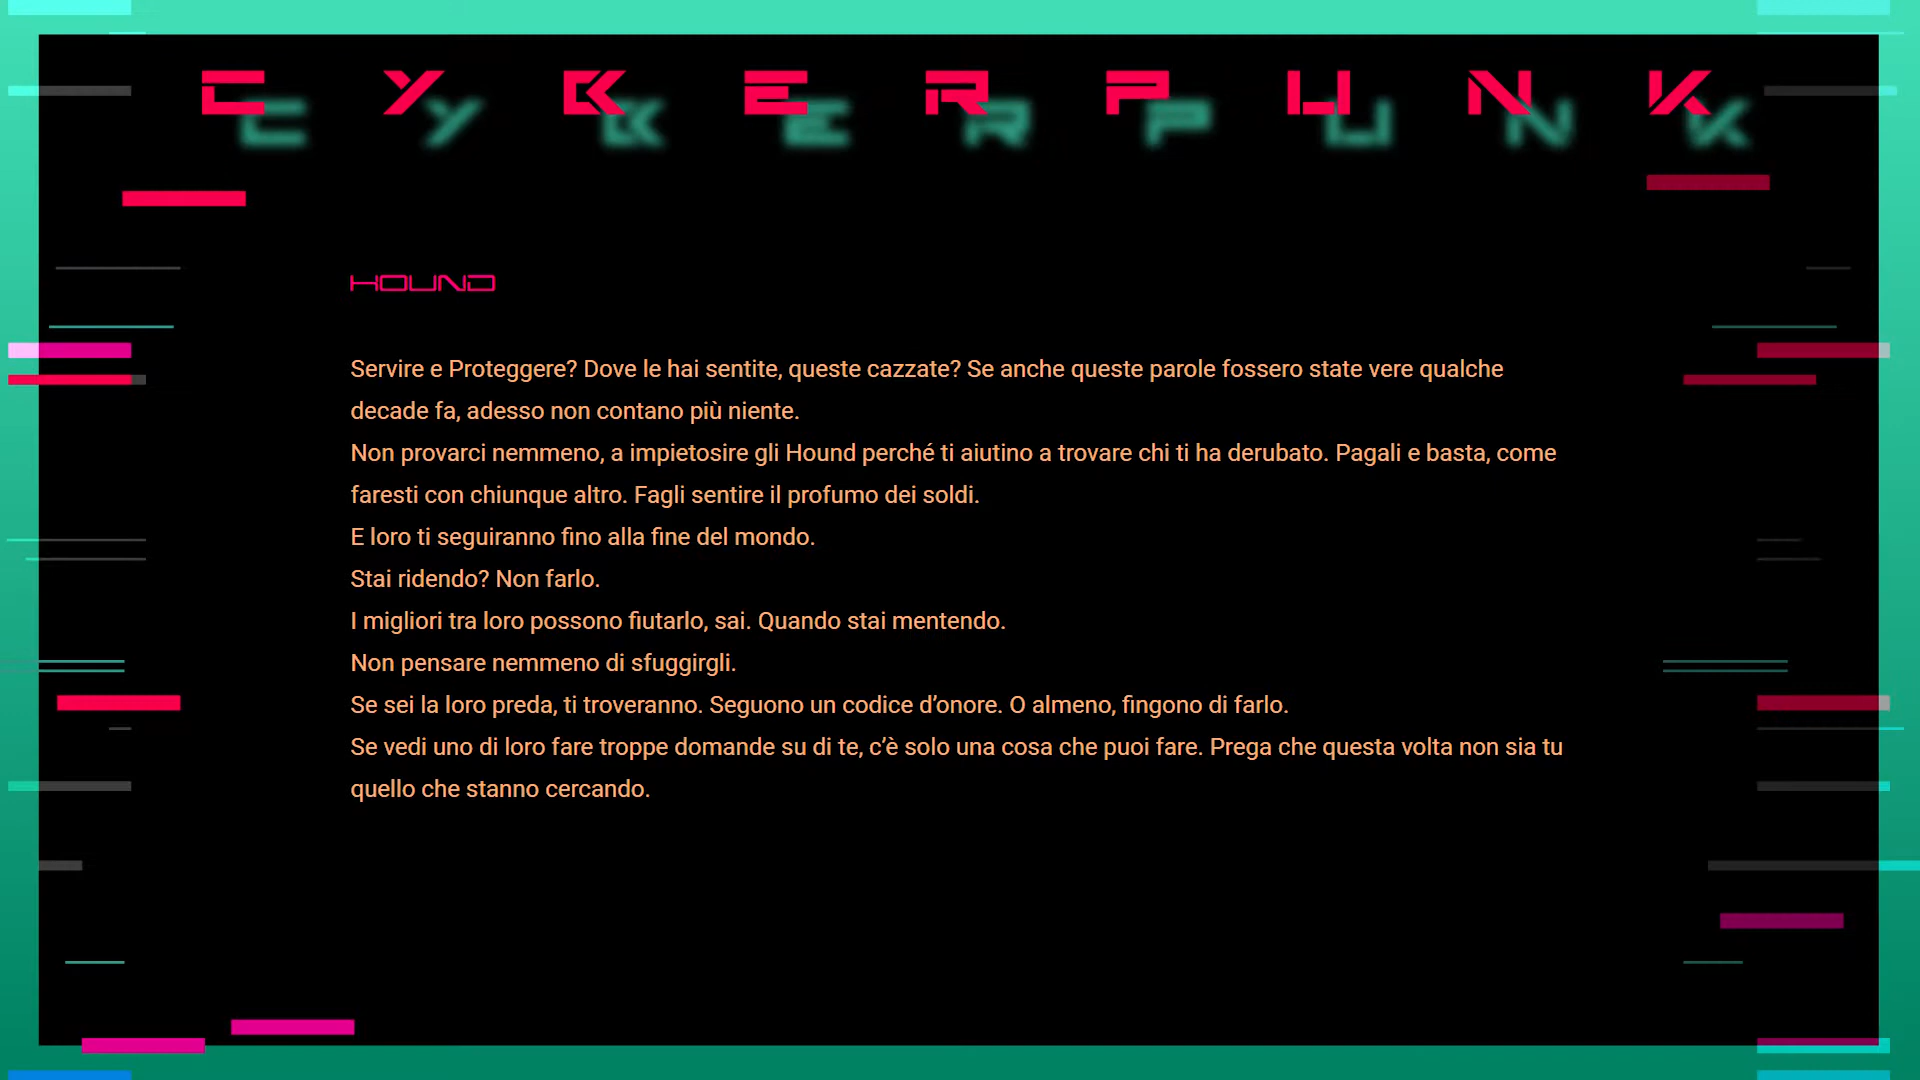 CYBERPUNK
HOUND
Servire e Proteggere? Dove le hai sentite, queste cazzate? Se anche queste parole fossero state vere qualche
decade fa, adesso non contano più niente.
Non provarci nemmeno, a impietosire gli Hound perché ti aiutino a trovare chi ti ha derubato. Pagali e basta, come
faresti con chiunque altro. Fagli sentire il profumo dei soldi.
E loro ti seguiranno fino alla fine del mondo.
Stai ridendo? Non farlo.
I migliori tra loro possono fiutarlo, sai. Quando stai mentendo.
Non pensare nemmeno di sfuggirgli.
Se sei la loro preda, ti troveranno. Seguono un codice d’onore. O almeno, fingono di farlo.
Se vedi uno di loro fare troppe domande su di te, c’è solo una cosa che puoi fare. Prega che questa volta non sia tu
quello che stanno cercando.